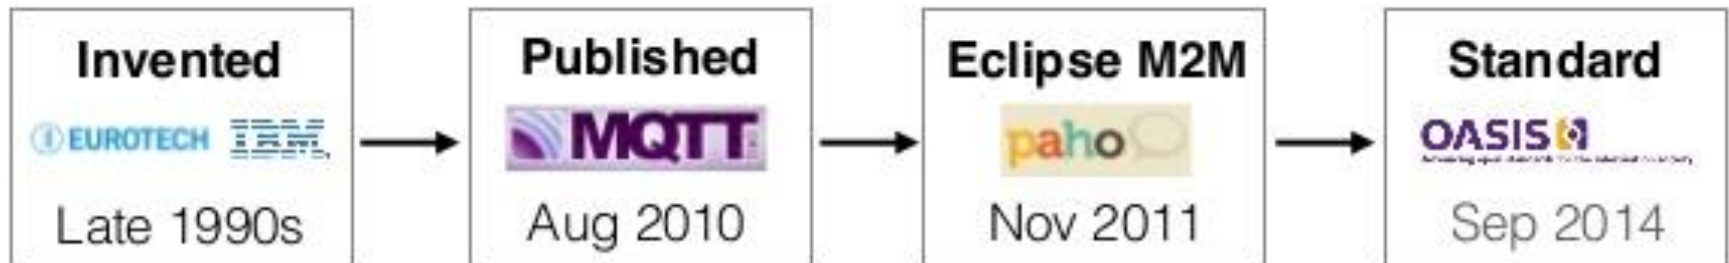 Invented
EUROTECH IBM
Late 1990s
Published
MQTT
Aug 2010
Eclipse M2M
paho
Nov 2011
Standard
OASIS
Sep 2014